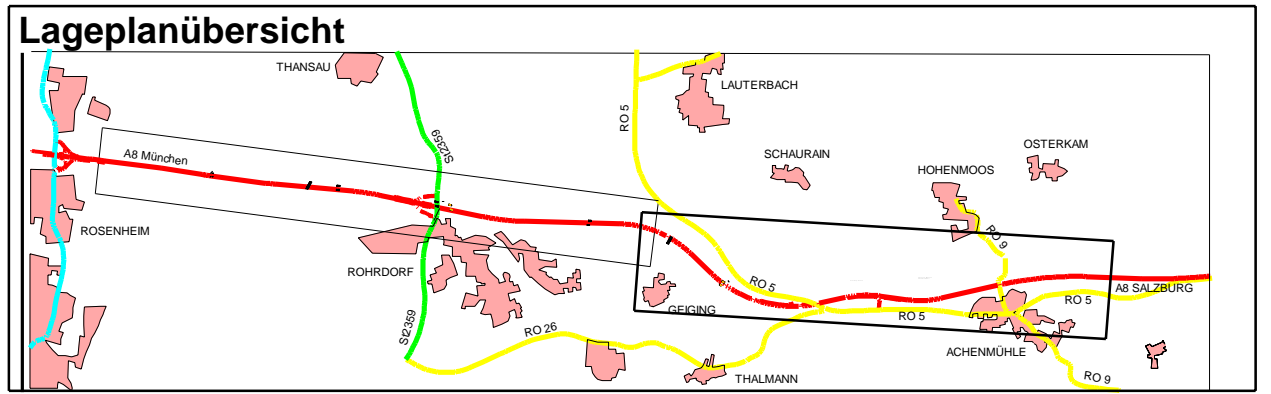 Lageplanübersicht
THANSAU
LAUTERBACH
RO 5
St2359
A8 München
SCHAURAIN
OSTERKAM
HOHENMOOS
ROSENHEIM
RO 9
ROHRDORF
RO 5
A8 SALZBURG
RO 5
GEIGING
RO 5
St2359
RO 26
ACHENMÜHLE
THALMANN
RO 9